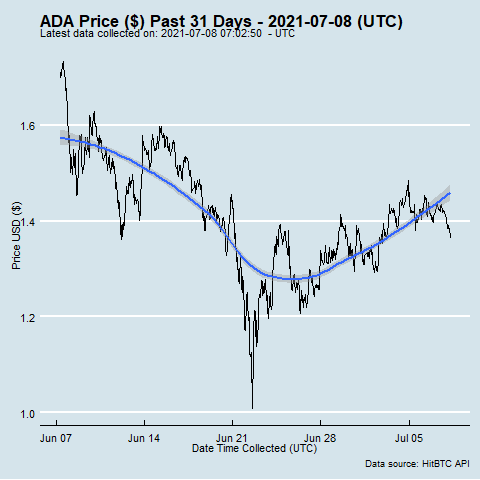 ADA Price ($) Past 31 Days - 2021-07-08 (UTC)
Latest data collected on: 2021-07-08 07:02:50 - UTC
1.6
1.4
1.2
1.0
Price USD ($)
Jun 07 Jun 14 Jun 21 Jun 28 Jul 05
Date Time Collected (UTC)
Data source: HitBTC API